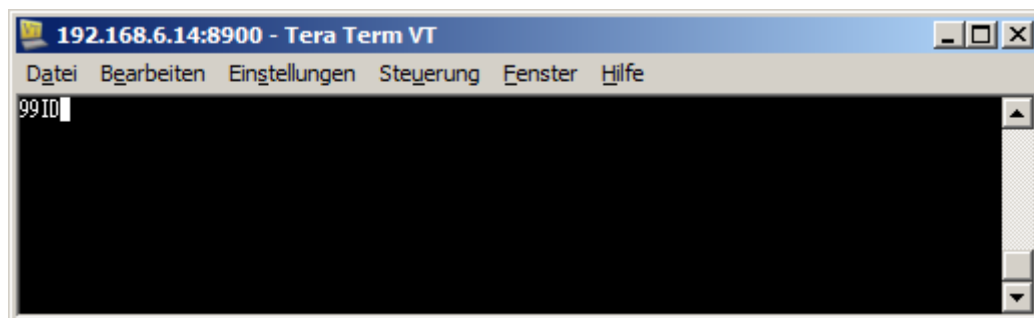 192.168.6.14:8900 - Tera Term VT
Datei Bearbeiten Einstellungen Steuerung Fenster Hilfe
99ID